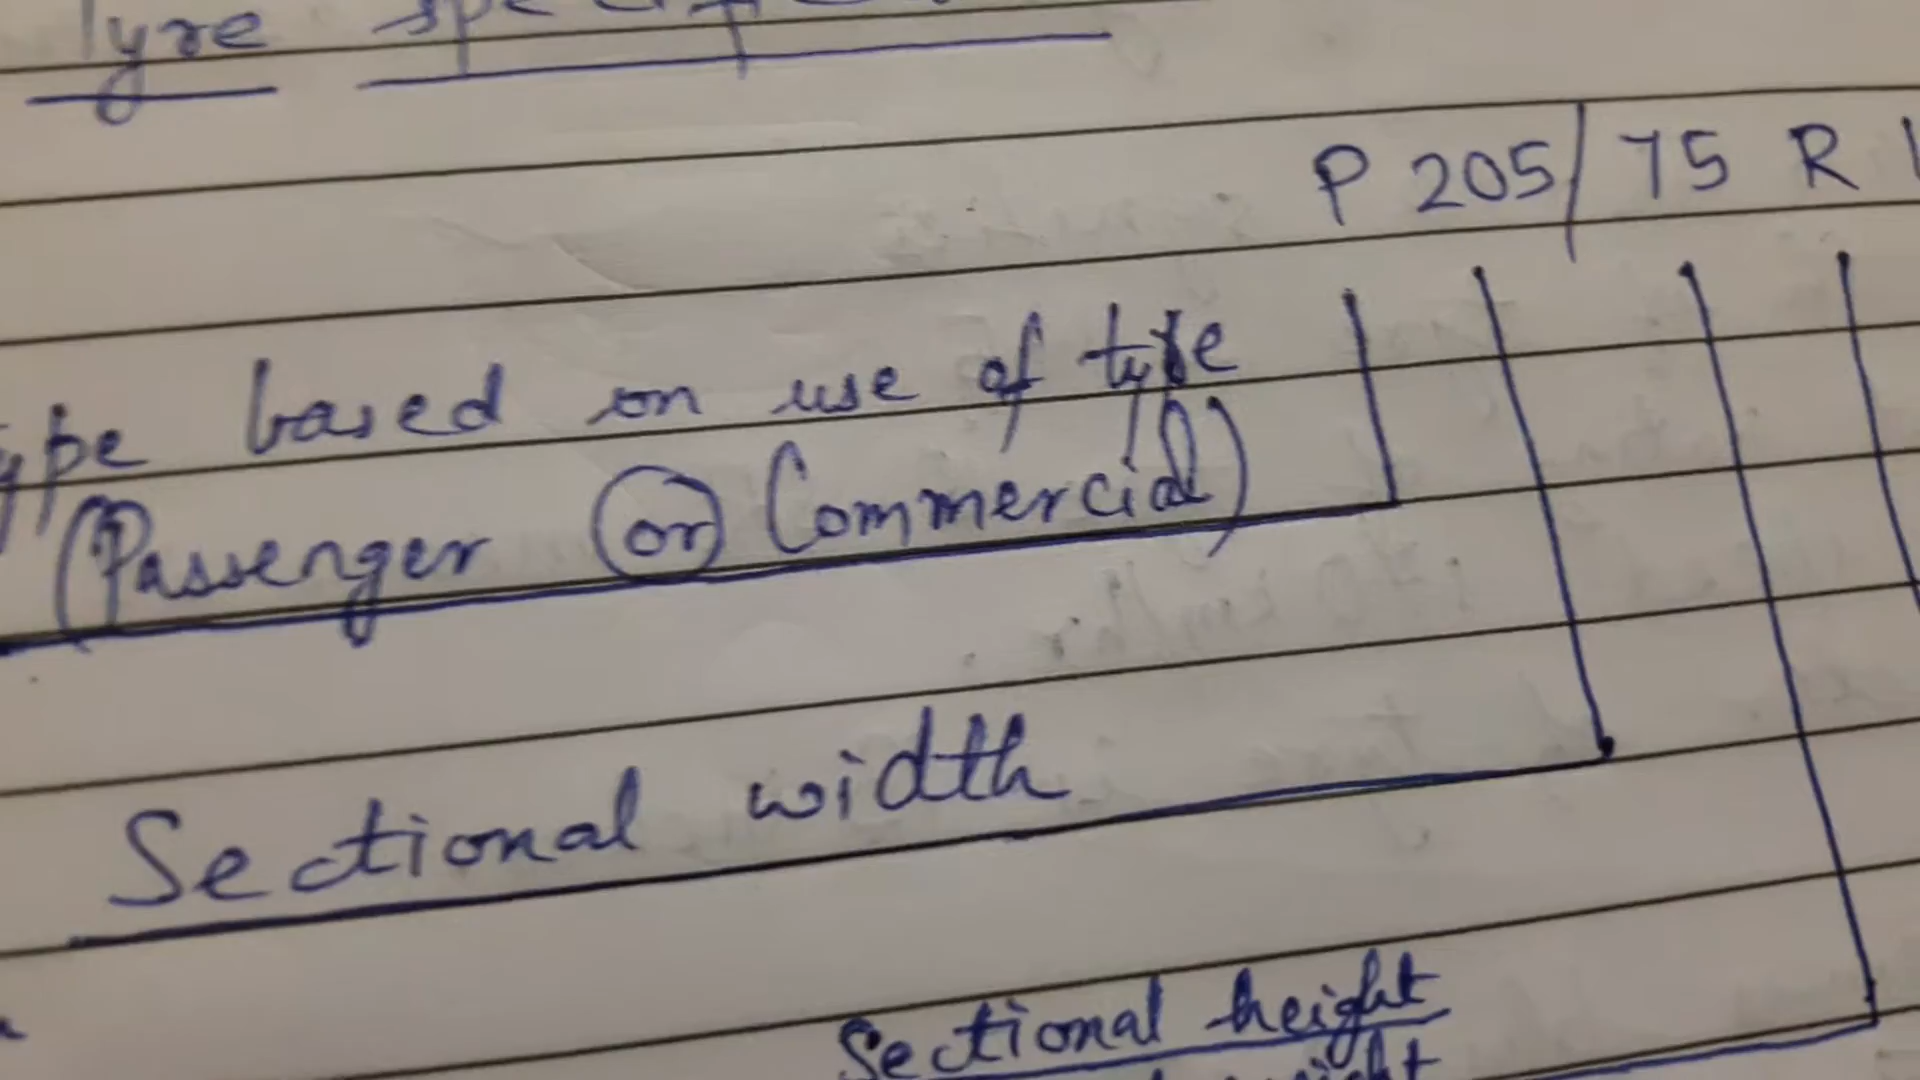 Tyre
P 205/75 R
ype based on use of tyre
(Passenger or Commercial)
Sectional width
Sectional height